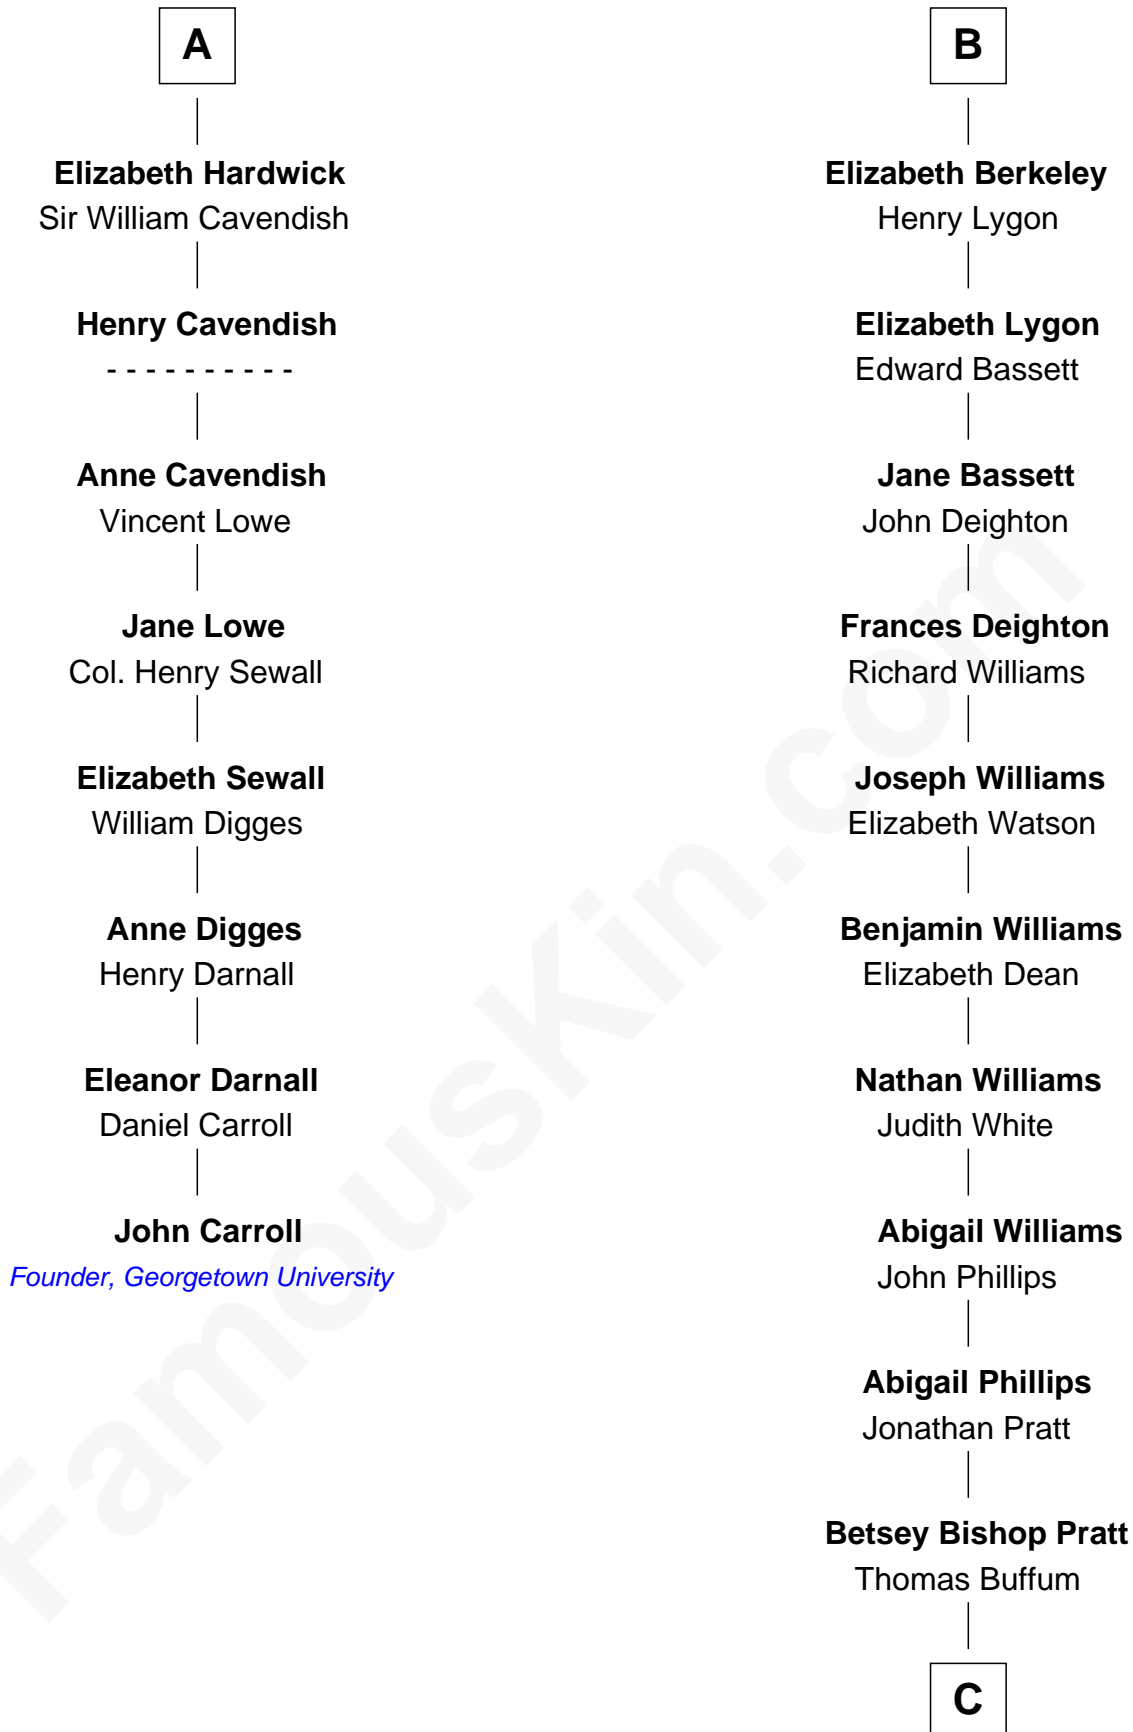 A
Elizabeth Hardwick
Sir William Cavendish
Henry Cavendish
- - - - - - - - - -
Anne Cavendish
Vincent Lowe
Jane Lowe
Col. Henry Sewall
Elizabeth Sewall
William Digges
Anne Digges
Henry Darnall
Eleanor Darnall
Daniel Carroll
John Carroll
Founder, Georgetown University
B
Elizabeth Berkeley
Henry Lygon
Elizabeth Lygon
Edward Bassett
Jane Bassett
John Deighton
Frances Deighton
Richard Williams
Joseph Williams
Elizabeth Watson
Benjamin Williams
Elizabeth Dean
Nathan Williams
Judith White
Abigail Williams
John Phillips
Abigail Phillips
Jonathan Pratt
Betsey Bishop Pratt
Thomas Buffum
C
FamousKin.com